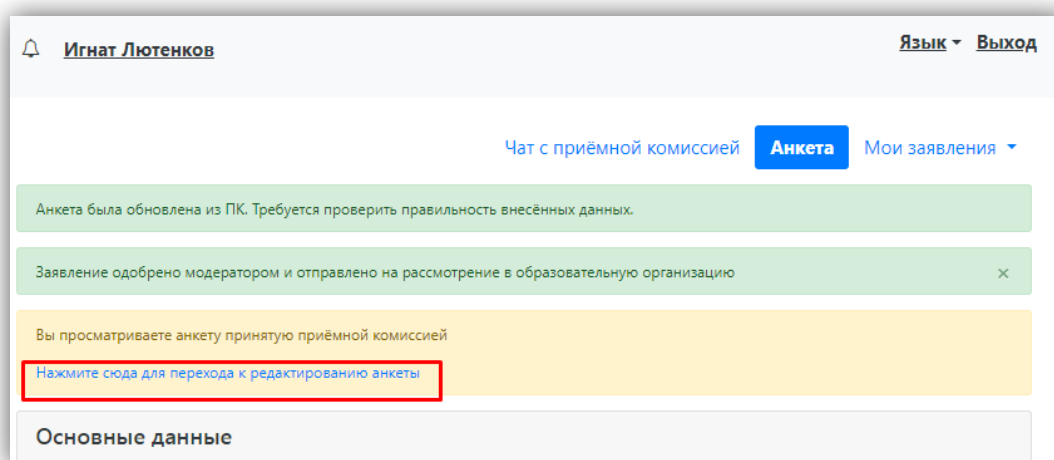 Игнат Лютенков
Язык Выход
Чат с приёмной комиссией Анкета Мои заявления
Анкета была обновлена из ПК. Требуется проверить правильность внесённых данных.
Заявление одобрено модератором и отправлено на рассмотрение в образовательную организацию ×
Вы просматриваете анкету принятую приёмной комиссией
Нажмите сюда для перехода к редактированию анкеты
Основные данные